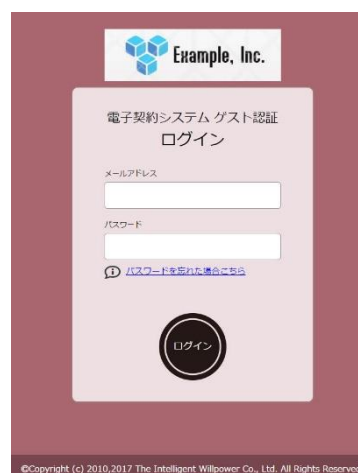 Example, Inc.
電子契約システム ゲスト認証
ログイン
メールアドレス
パスワード
パスワードを忘れた場合こちら
ログイン
©Copyright (c) 2010,2017 The Intelligent Willpower Co., Ltd. All Rights Reserved